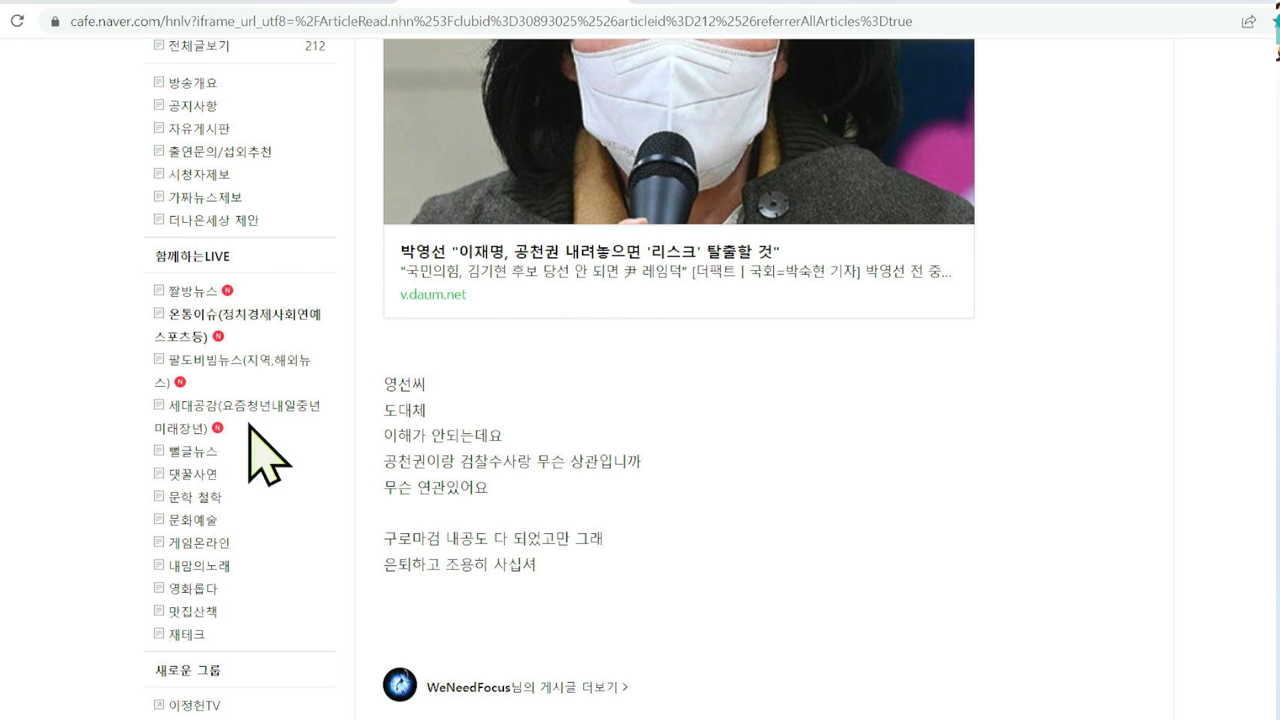 cafe.naver.com/hnlv?iframe_url_utf8=%2FArticleRead.nhn%253Fclubid%3D30893025%2526articleid%3D212%2526referrerAllArticles%3Dtrue
전체글보기 212
방송개요
공지사항
자유게시판
출연문의/섭외추천
시청자제보
가짜뉴스제보
더나은세상 제안
함께하는LIVE
짤방뉴스 N
온통이슈(정치경제사회연예
스포츠등) N
팔도비빔뉴스(지역,해외뉴
스) N
세대공감(요즘청년내일중년
미래장년) N
뻘글뉴스
댓꿀사연
문학 철학
문화예술
게임온라인
내맘의노래
영화톱다
맛집산책
재테크
새로운 그룹
이정헌TV
박영선 "이재명, 공천권 내려놓으면 '리스크' 탈출할 것"
"국민의힘, 김기현 후보 당선 안 되면 尹 레임덕" [더팩트 | 국회=박숙현 기자] 박영선 전 중...
v.daum.net
영선씨
도대체
이해가 안되는데요
공천권이랑 검찰수사랑 무슨 상관입니까
무슨 연관있어요
구로마검 내공도 다 되었고만 그래
은퇴하고 조용히 사십셔
WeNeedFocus님의 게시글 더보기 >